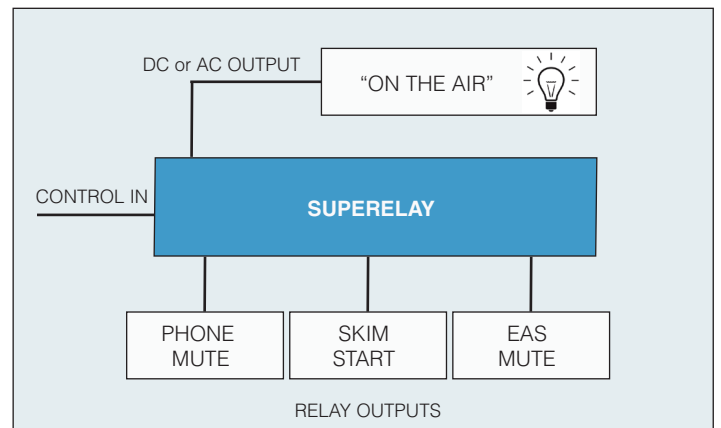 DC or AC OUTPUT
“ON THE AIR”
CONTROL IN
SUPERELAY
PHONE
MUTE
SKIM
START
EAS
MUTE
RELAY OUTPUTS